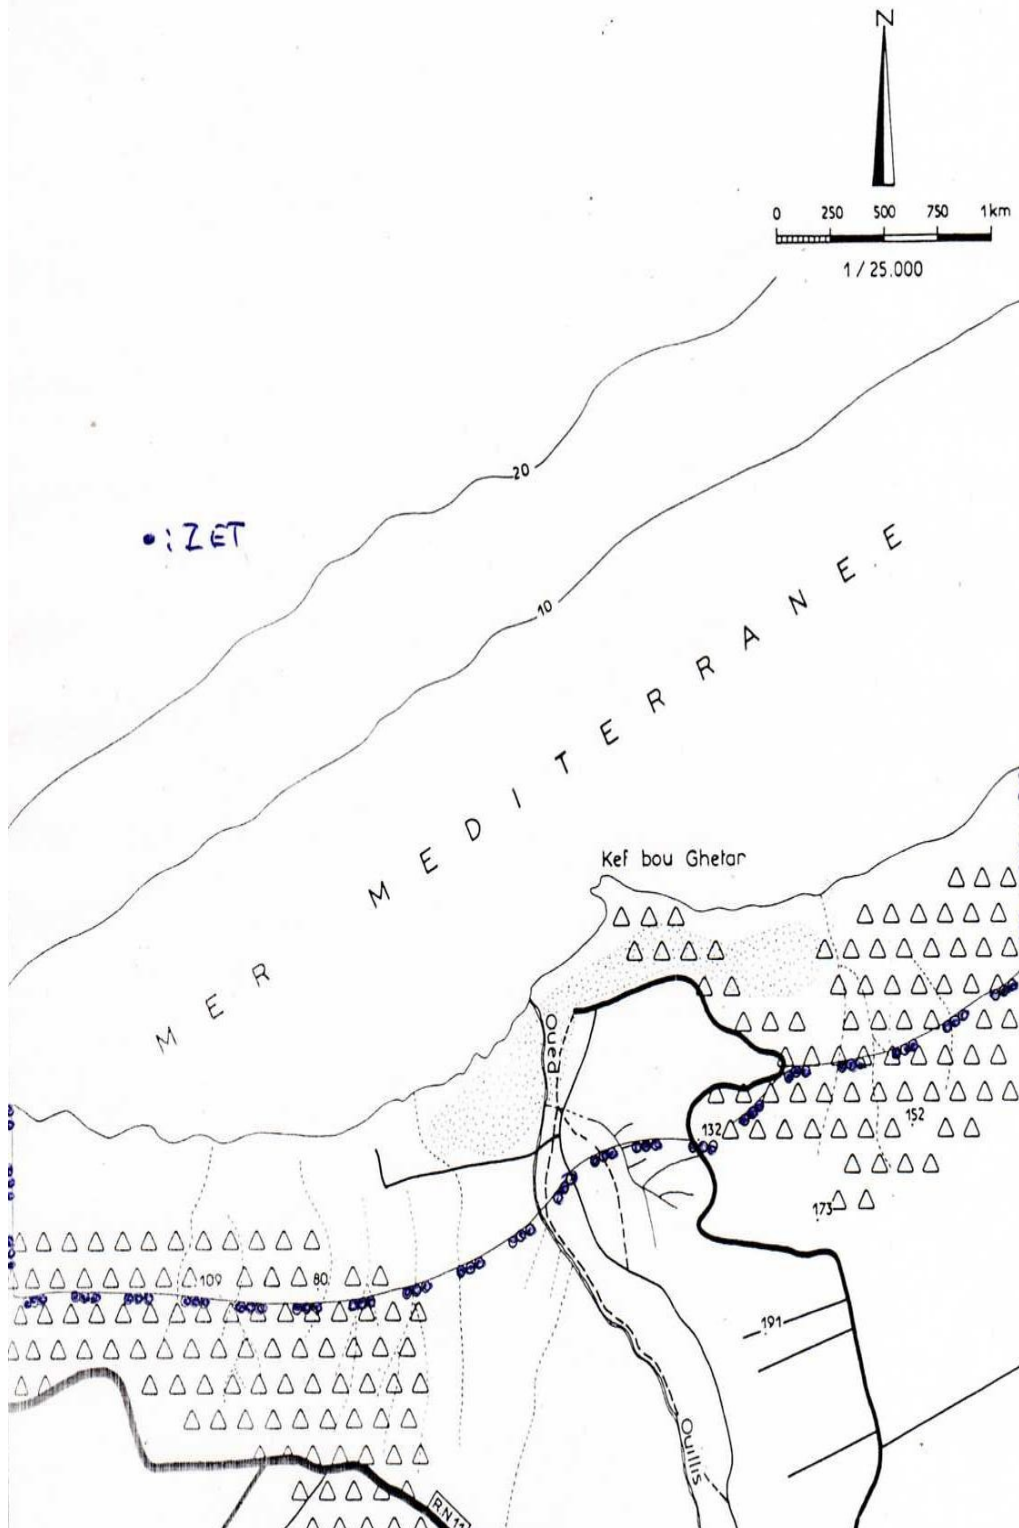 N
0 250 500 750 1km
1/25.000
20
• : ZET
10
MER MEDITERRANEE
Kef bou Ghetar
Oued
152
132
173
109
80
191
Ouillis
R.N 11